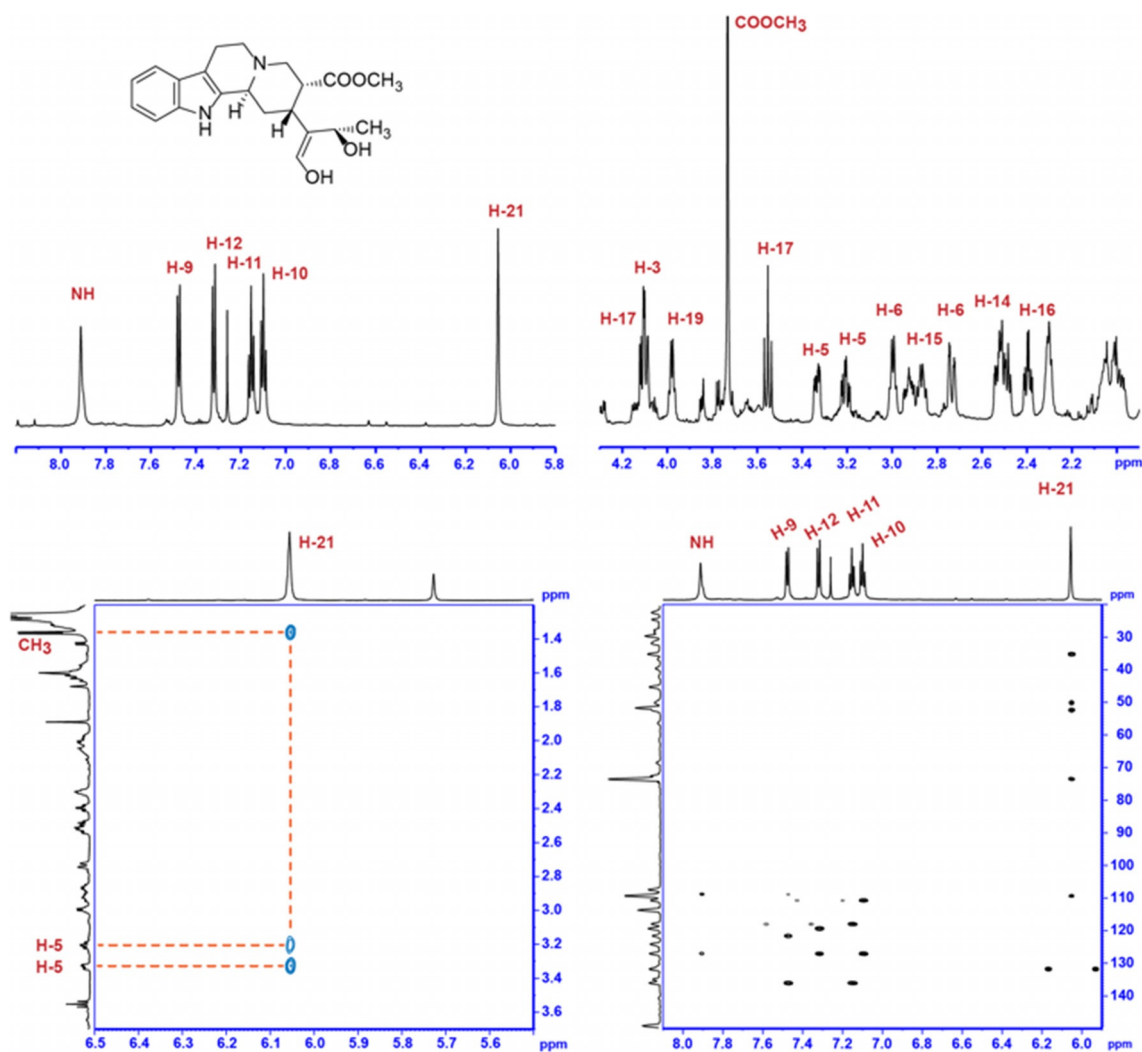 COOCH₃
N
COOCH₃
H
N
H
H
CH₃
OH
OH
NH
H-9
H-12
H-11
H-10
H-21
8.0 7.8 7.6 7.4 7.2 7.0 6.8 6.6 6.4 6.2 6.0 5.8
H-17
H-3
H-19
H-17
H-5
H-5
H-6
H-15
H-6
H-14
H-16
4.2 4.0 3.8 3.6 3.4 3.2 3.0 2.8 2.6 2.4 2.2 ppm
H-21
ppm
CH₃
H-5
H-5
1.4
1.6
1.8
2.0
2.2
2.4
2.6
2.8
3.0
3.2
3.4
3.6
6.5 6.4 6.3 6.2 6.1 6.0 5.9 5.8 5.7 5.6 ppm
NH
H-9
H-12
H-11
H-10
H-21
ppm
30
40
50
60
70
80
90
100
110
120
130
140
8.0 7.8 7.6 7.4 7.2 7.0 6.8 6.6 6.4 6.2 6.0 ppm